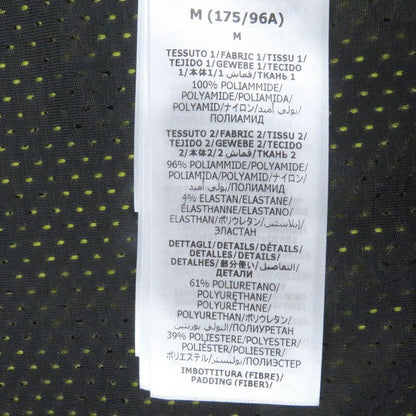 M (175/96A)
M
TESSUTO 1/FABRIC 1/TISSU 1/
TEJIDO 1/GEWEBE 1/TECIDO
1/本体1/1 قماش/ТКАНЬ 1
100% POLIAMMIDE/
POLYAMIDE/POLIAMIDA/
POLYAMID/ナイロン/بولي أميد/
ПОЛИАМИД
TESSUTO 2/FABRIC 2/TISSU 2/
TEJIDO 2/GEWEBE 2/TECIDO
2/本体2/2 قماش/ТКАНЬ 2
96% POLIAMMIDE/POLYAMIDE/
POLIAMIDA/POLYAMID/ナイロン/
بولي أميد/ПОЛИАМИД
4% ELASTAN/ELASTANE/
ÉLASTHANNE/ELASTANO/
ELASTHAN/ポリウレタン/إيلاستين/
ЭЛАСТАН
DETTAGLI/DETAILS/DÉTAILS/
DETALLES/DETAILS/
DETALHES/部分使い/التفاصيل/
ДЕТАЛИ
61% POLIURETANO/
POLYURETHANE/
POLYURÉTHANE/
POLYURETHAN/ポリウレタン/
/البولي يوريثين/ПОЛИУРЕТАН
39% POLIESTERE/POLYESTER/
POLYESTER/POLIÉSTER/
POLYESTER/ポリエステル/بوليستر/ПОЛИЭСТЕР
IMBOTTITURA (FIBRE)/
PADDING (FIBER)/